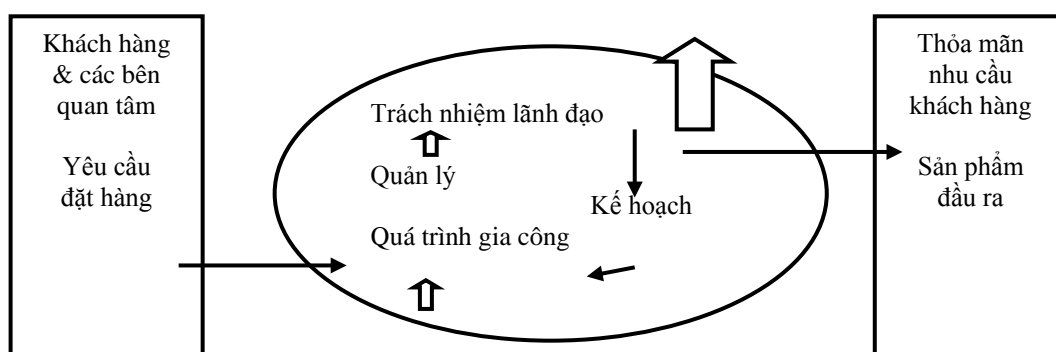 Khách hàng
& các bên
quan tâm
Yêu cầu
đặt hàng
Trách nhiệm lãnh đạo
Quản lý
Kế hoạch
Quá trình gia công
Thỏa mãn
nhu cầu
khách hàng
Sản phẩm
đầu ra